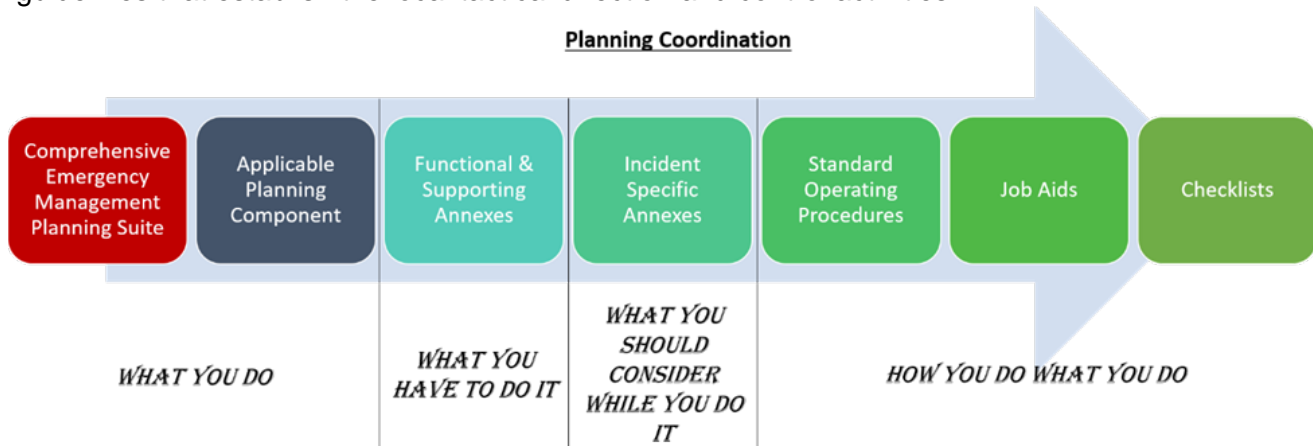 Planning Coordination
Comprehensive
Emergency
Management
Planning Suite
Applicable
Planning
Component
Functional &
Supporting
Annexes
Incident
Specific
Annexes
Standard
Operating
Procedures
Job Aids
Checklists
WHAT YOU DO
WHAT YOU
HAVE TO DO IT
WHAT YOU
SHOULD
CONSIDER
WHILE YOU DO
IT
HOW YOU DO WHAT YOU DO